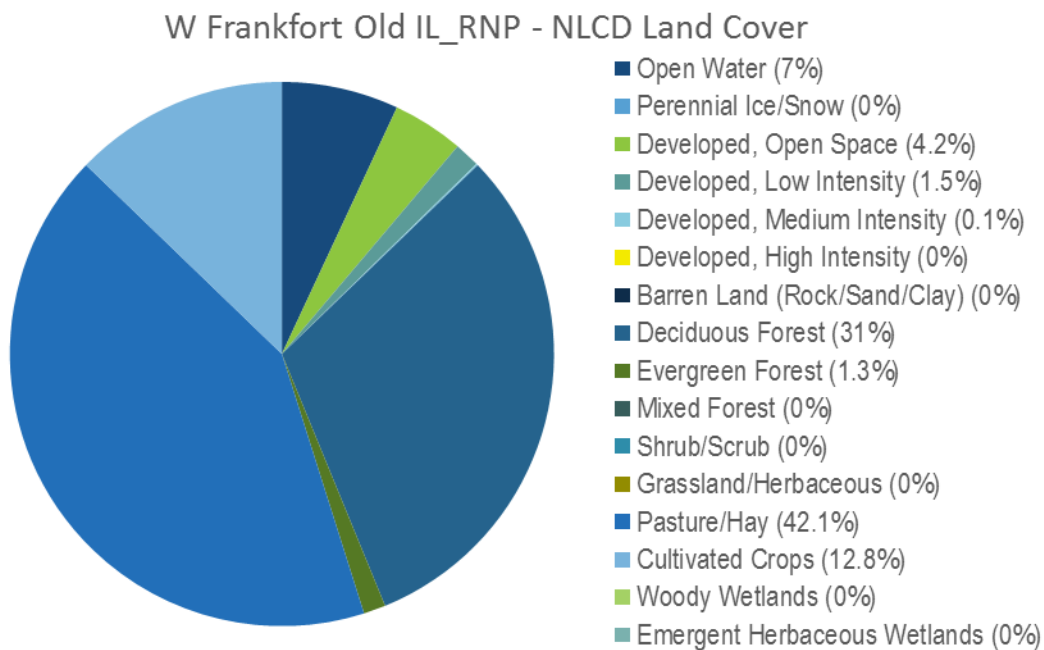 W Frankfort Old IL_RNP - NLCD Land Cover
Open Water (7%)
Perennial Ice/Snow (0%)
Developed, Open Space (4.2%)
Developed, Low Intensity (1.5%)
Developed, Medium Intensity (0.1%)
Developed, High Intensity (0%)
Barren Land (Rock/Sand/Clay) (0%)
Deciduous Forest (31%)
Evergreen Forest (1.3%)
Mixed Forest (0%)
Shrub/Scrub (0%)
Grassland/Herbaceous (0%)
Pasture/Hay (42.1%)
Cultivated Crops (12.8%)
Woody Wetlands (0%)
Emergent Herbaceous Wetlands (0%)